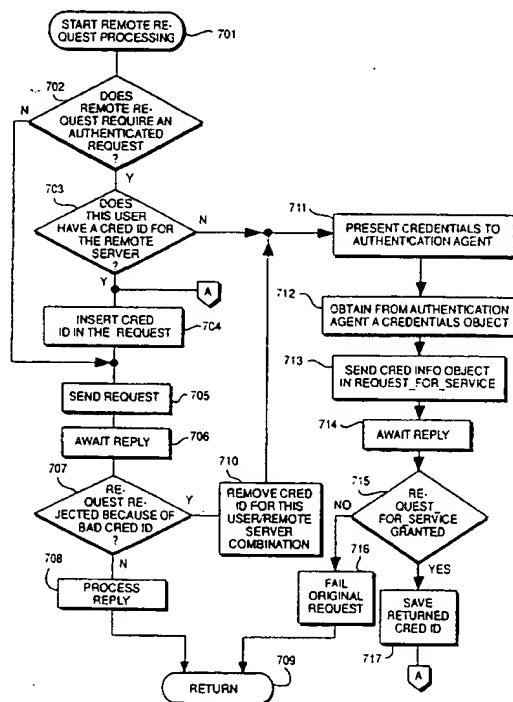 START REMOTE RE-
QUEST PROCESSING
701
702
DOES
REMOTE RE-
QUEST REQUIRE AN
AUTHENTICATED
REQUEST
?
N
Y
703
DOES
THIS USER
HAVE A CRED ID FOR
THE REMOTE
SERVER
?
N
Y
A
INSERT CRED
ID IN THE REQUEST
704
SEND REQUEST
705
AWAIT REPLY
706
707
RE-
QUEST RE-
JECTED BECAUSE OF
BAD CRED ID
?
Y
N
710
REMOVE CRED
ID FOR THIS
USER/REMOTE
SERVER
COMBINATION
708
PROCESS
REPLY
RETURN
709
711
PRESENT CREDENTIALS TO
AUTHENTICATION AGENT
712
OBTAIN FROM AUTHENTICATION
AGENT A CREDENTIALS OBJECT
713
SEND CRED INFO OBJECT
IN REQUEST_FOR_SERVICE
714
AWAIT REPLY
715
RE-
QUEST
FOR_SERVICE
GRANTED
NO
YES
716
FAIL
ORIGINAL
REQUEST
SAVE
RETURNED
CRED ID
717
A